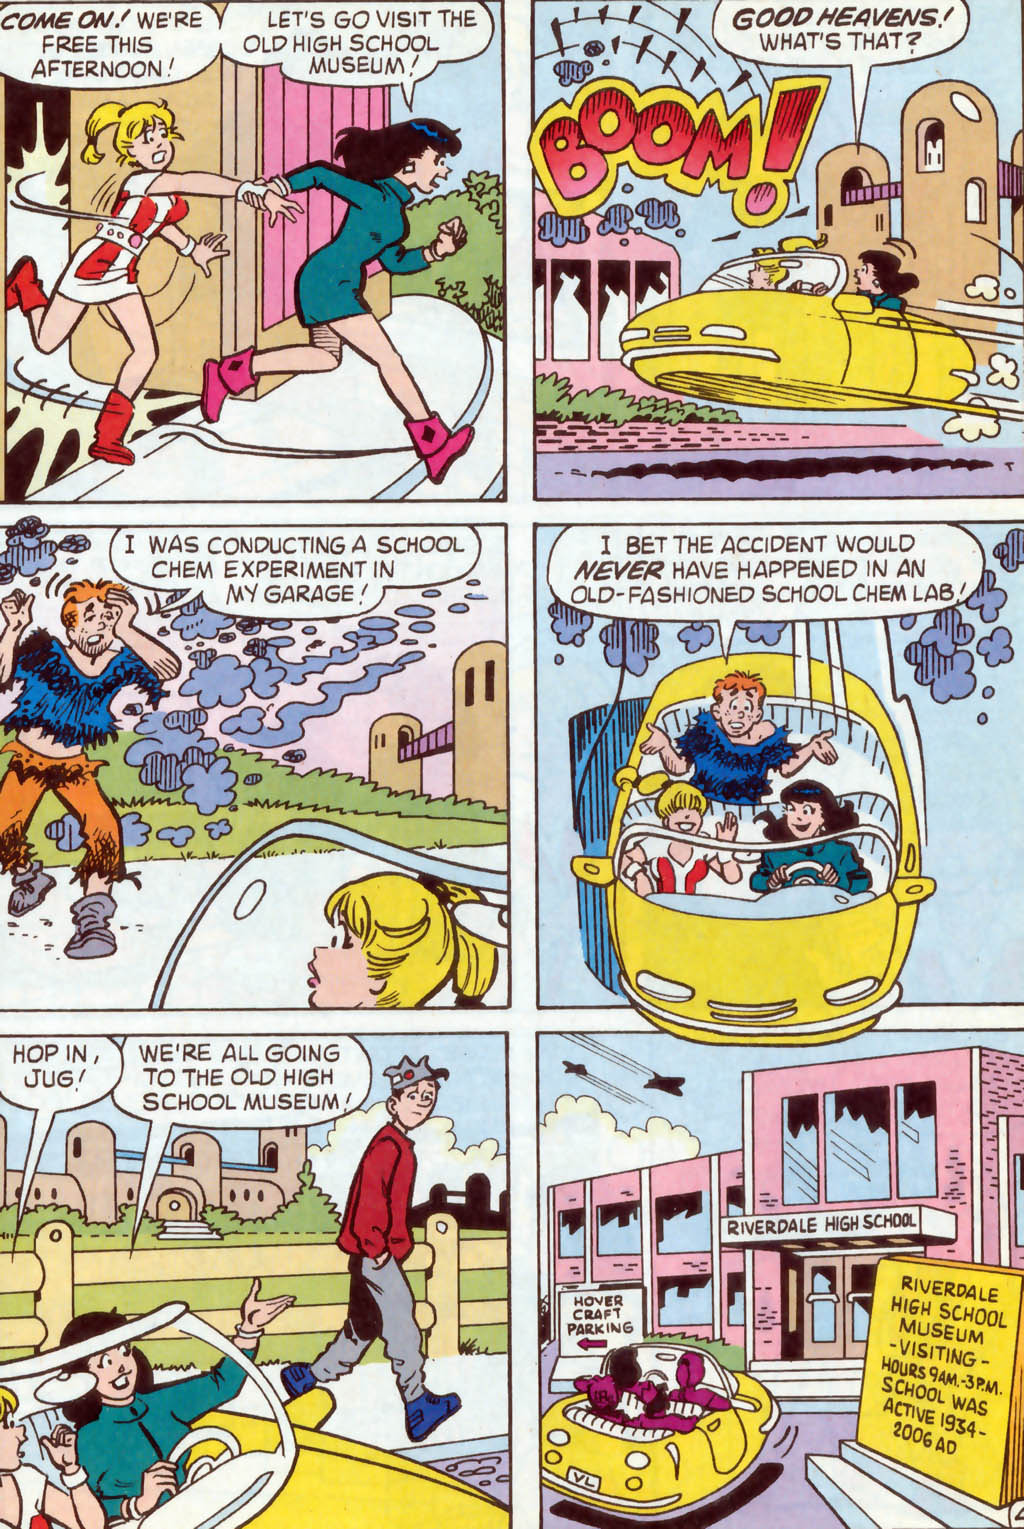 COME ON! WE'RE
FREE THIS
AFTERNOON!
LET'S GO VISIT THE
OLD HIGH SCHOOL
MUSEUM!
GOOD HEAVENS!
WHAT'S THAT?
BOOM!
I WAS CONDUCTING A SCHOOL
CHEM EXPERIMENT IN
MY GARAGE!
I BET THE ACCIDENT WOULD
NEVER HAVE HAPPENED IN AN
OLD-FASHIONED SCHOOL CHEM LAB!
HOP IN,
JUG!
WE'RE ALL GOING
TO THE OLD HIGH
SCHOOL MUSEUM!
RIVERDALE HIGH SCHOOL
HOVER
CRAFT
PARKING
RIVERDALE
HIGH SCHOOL
MUSEUM
-VISITING-
HOURS 9AM.-3P.M.
SCHOOL WAS
ACTIVE 1934-
2006 AD
VL